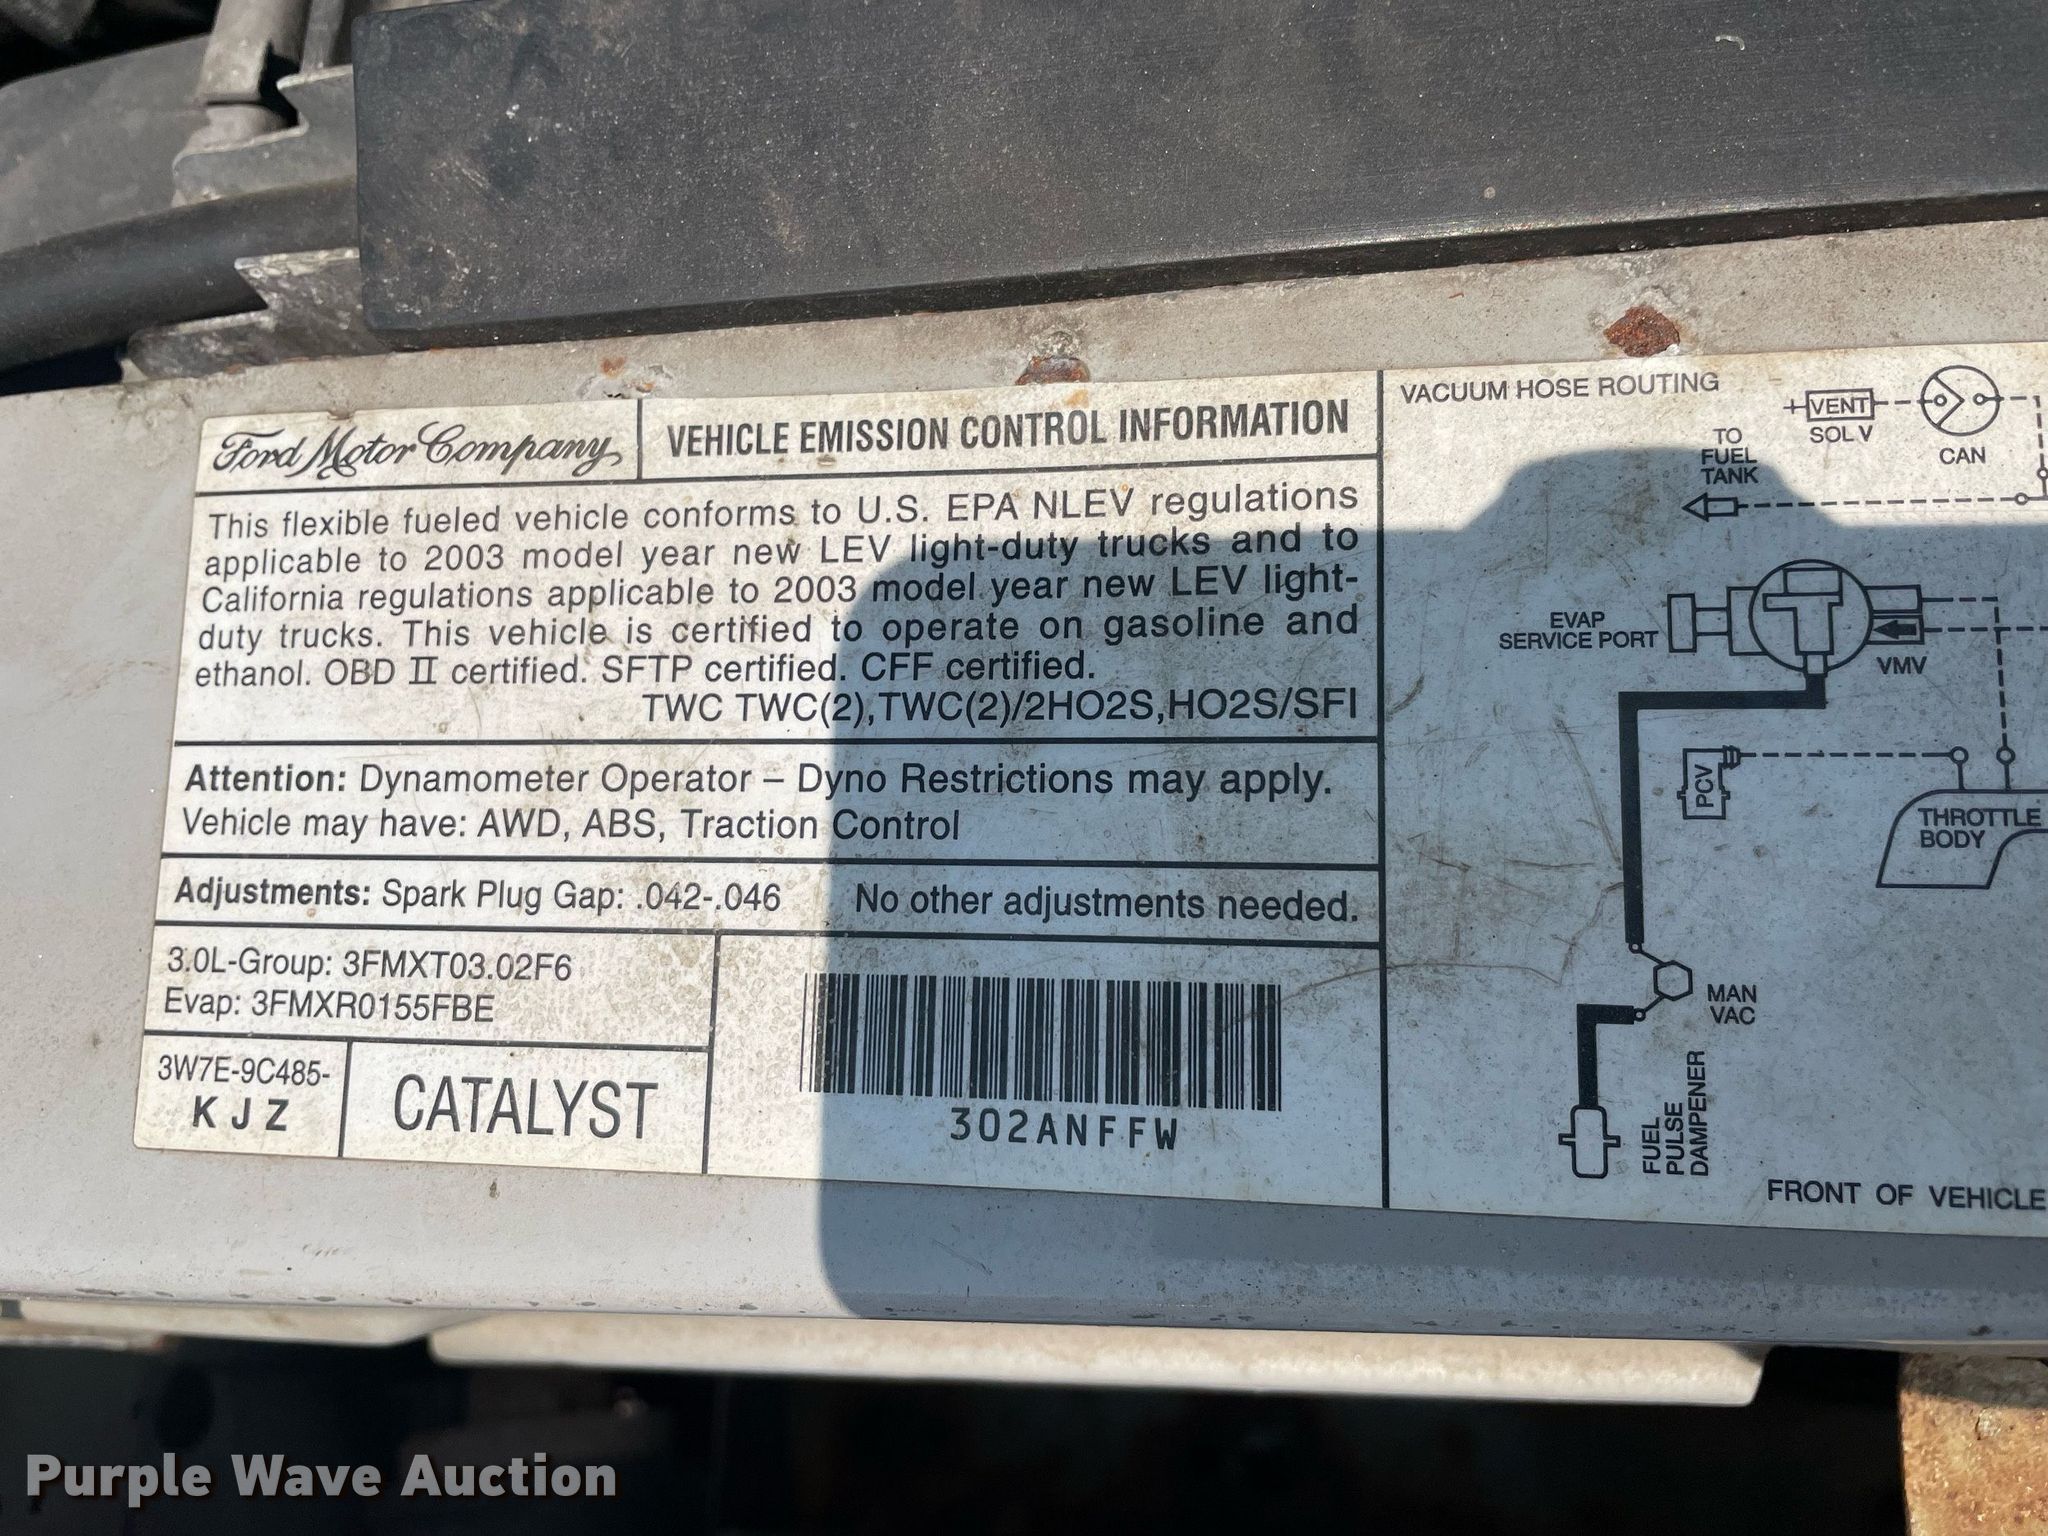 Ford Motor Company
VEHICLE EMISSION CONTROL INFORMATION
This flexible fueled vehicle conforms to U.S. EPA NLEV regulations
applicable to 2003 model year new LEV light-duty trucks and to
California regulations applicable to 2003 model year new LEV light-
duty trucks. This vehicle is certified to operate on gasoline and
ethanol. OBD II certified. SFTP certified. CFF certified.
TWC TWC(2),TWC(2)/2HO2S,HO2S/SFI
Attention: Dynamometer Operator – Dyno Restrictions may apply.
Vehicle may have: AWD, ABS, Traction Control
Adjustments: Spark Plug Gap: .042-.046 No other adjustments needed.
3.0L-Group: 3FMXT03.02F6
Evap: 3FMXR0155FBE
3W7E-9C485-
K J Z
CATALYST
302ANFFW
VACUUM HOSE ROUTING
VENT
SOL V
CAN
TO
FUEL
TANK
EVAP
SERVICE PORT
VMV
PCV
THROTTLE
BODY
MAN
VAC
FUEL
PULSE
DAMPENER
FRONT OF VEHICLE
Purple Wave Auction